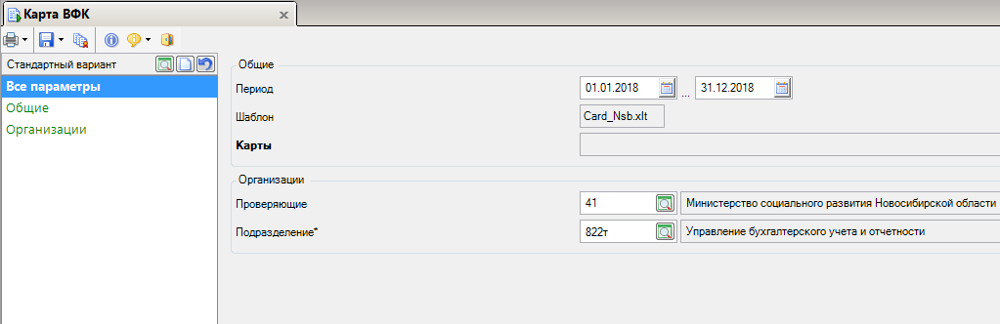 Карта ВФК
Стандартный вариант
Все параметры
Общие
Организации
Общие
Период 01.01.2018 ... 31.12.2018
Шаблон Card_Nsb.xlt
Карты
Организации
Проверяющие 41 Министерство социального развития Новосибирской области
Подразделение* 822т Управление бухгалтерского учета и отчетности